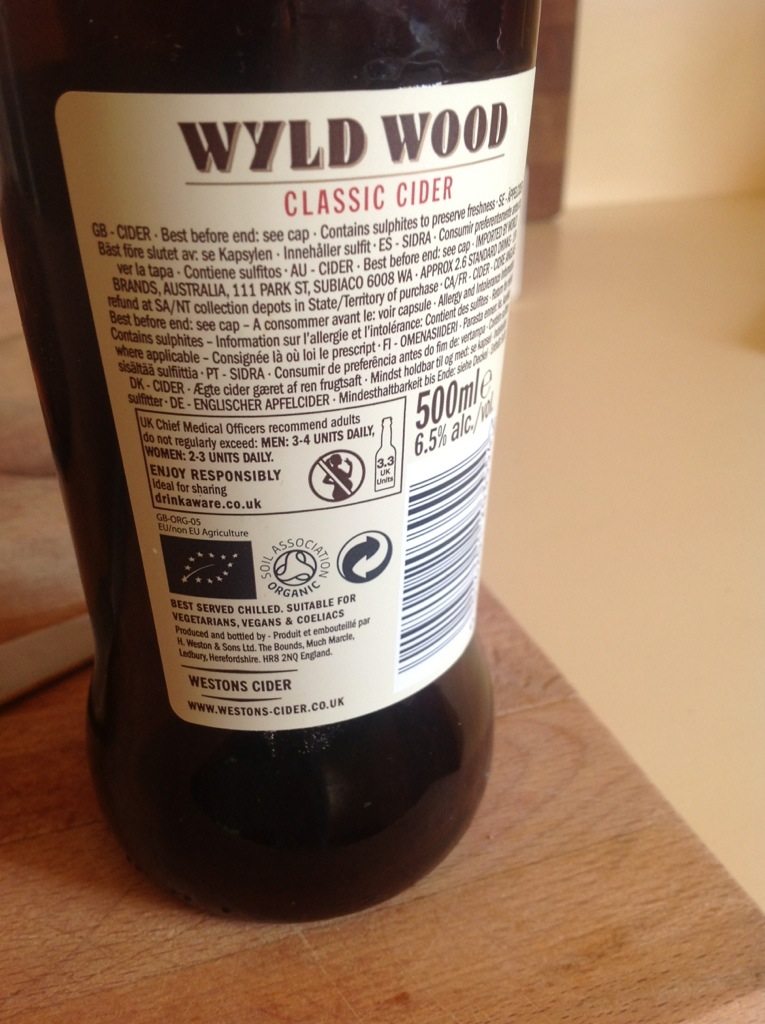 WYLD WOOD
CLASSIC CIDER
GB - CIDER · Best before end: see cap · Contains sulphites to preserve freshness · SE -
Bäst före slutet av: se Kapsylen · Innehåller sulfit · ES - SIDRA · Consumir preferentemente
ver la tapa · Contiene sulfitos · AU - CIDER · Best before end: see cap · IMPORTED BY
BRANDS, AUSTRALIA, 111 PARK ST, SUBIACO 6008 WA · APPROX 2.6 STANDARD DRINKS ·
refund at SA/NT collection depots in State/Territory of purchase · CA/FR - CIDER - CIDRE
Best before end: see cap – A consommer avant le: voir capsule · Allergy and Intolerance
Contains sulphites – Information sur l'allergie et l'intolérance: Contient des sulfites ·
where applicable – Consignée là où loi le prescript · FI - OMENASIIDERI · Parasta ennen:
sisältää sulfiittia · PT - SIDRA · Consumir de preferência antes do fim de: vertampa ·
DK - CIDER · Ægte cider gæret af ren frugtsaft · Mindst holdbar til og med: se kapsel
sulfitter · DE - ENGLISCHER APFELCIDER · Mindesthaltbarkeit bis Ende: siehe Deckel ·
UK Chief Medical Officers recommend adults
do not regularly exceed: MEN: 3-4 UNITS DAILY,
WOMEN: 2-3 UNITS DAILY.
ENJOY RESPONSIBLY
Ideal for sharing
drinkaware.co.uk
3.3
UK
Units
500ml e
6.5% alc./vol.
GB-ORG-05
EU/non EU Agriculture
SOIL ASSOCIATION
ORGANIC
BEST SERVED CHILLED. SUITABLE FOR
VEGETARIANS, VEGANS & COELIACS
Produced and bottled by - Produit et embouteillé par
H. Weston & Sons Ltd. The Bounds, Much Marcle,
Ledbury, Herefordshire. HR8 2NQ England.
WESTONS CIDER
WWW.WESTONS-CIDER.CO.UK